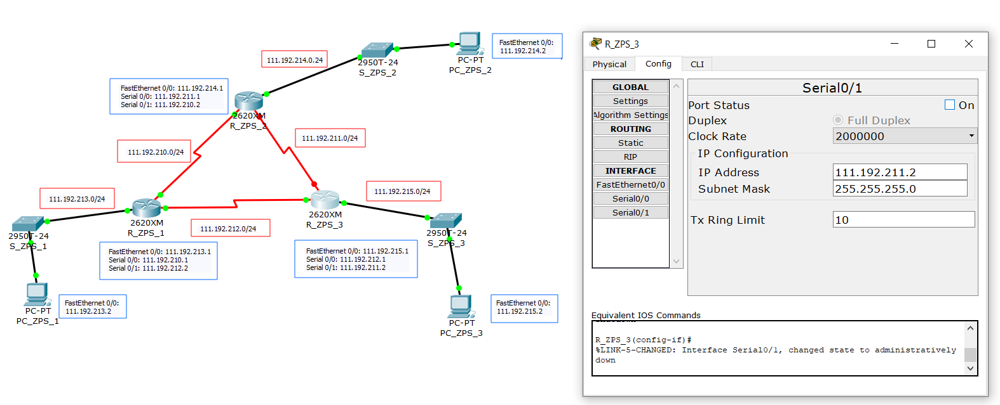 111.192.214.0.24
2950T-24
S_ZPS_2
PC-PT
PC_ZPS_2
FastEthernet 0/0:
111.192.214.2
FastEthernet 0/0: 111.192.214.1
Serial 0/0: 111.192.211.1
Serial 0/1: 111.192.210.2
2620XM
R_ZPS_2
111.192.211.0/24
111.192.210.0/24
111.192.213.0/24
111.192.215.0/24
2620XM
R_ZPS_1
111.192.212.0/24
2620XM
R_ZPS_3
2950T-24
S_ZPS_1
2950T-24
S_ZPS_3
FastEthernet 0/0: 111.192.213.1
Serial 0/0: 111.192.210.1
Serial 0/1: 111.192.212.2
FastEthernet 0/0: 111.192.215.1
Serial 0/0: 111.192.212.1
Serial 0/1: 111.192.211.2
PC-PT
PC_ZPS_1
FastEthernet 0/0:
111.192.213.2
PC-PT
PC_ZPS_3
FastEthernet 0/0:
111.192.215.2
R_ZPS_3
Physical Config CLI
GLOBAL
Settings
Algorithm Settings
ROUTING
Static
RIP
INTERFACE
FastEthernet0/0
Serial0/0
Serial0/1
Serial0/1
Port Status On
Duplex Full Duplex
Clock Rate 2000000
IP Configuration
IP Address 111.192.211.2
Subnet Mask 255.255.255.0
Tx Ring Limit 10
Equivalent IOS Commands
R_ZPS_3(config-if)#
%LINK-5-CHANGED: Interface Serial0/1, changed state to administratively
down